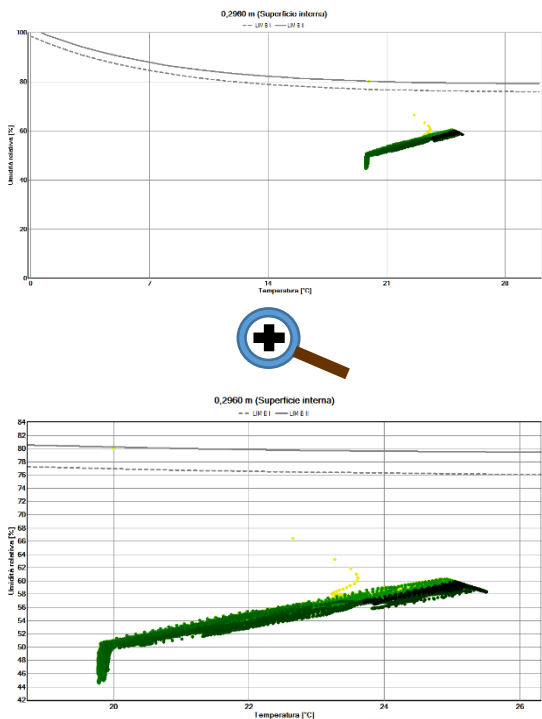 0,2960 m (Superficie interna)
LIM B I LIM B II
100
80
60
40
20
0
Umidità relativa [%]
0 7 14 21 28
Temperatura [°C]
0,2960 m (Superficie interna)
LIM B I LIM B II
84
82
80
78
76
74
72
70
68
66
64
62
60
58
56
54
52
50
48
46
44
42
Umidità relativa [%]
20 22 24 26
Temperatura [°C]